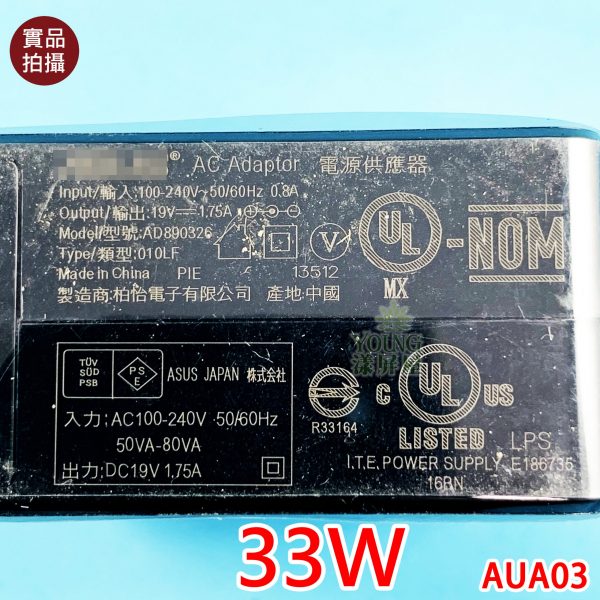 實品
拍攝
® AC Adaptor 電源供應器
Input/輸入:100-240V~50/60Hz 0.8A
Output/輸出:19V⎓1.75A
Model/型號:AD890326
Type/類型:010LF
Made in China PIE 13512
製造商:柏怡電子有限公司 產地:中國
V
UL
MX
-NOM
YOUNG
漾屏
TÜV
SÜD
PSB
PS
E
ASUS JAPAN 株式会社
入力:AC100-240V 50/60Hz
50VA-80VA
出力:DC19V 1.75A
R33164
C UL US
LISTED LPS
I.T.E. POWER SUPPLY E186735
16RN
33W
AUA03